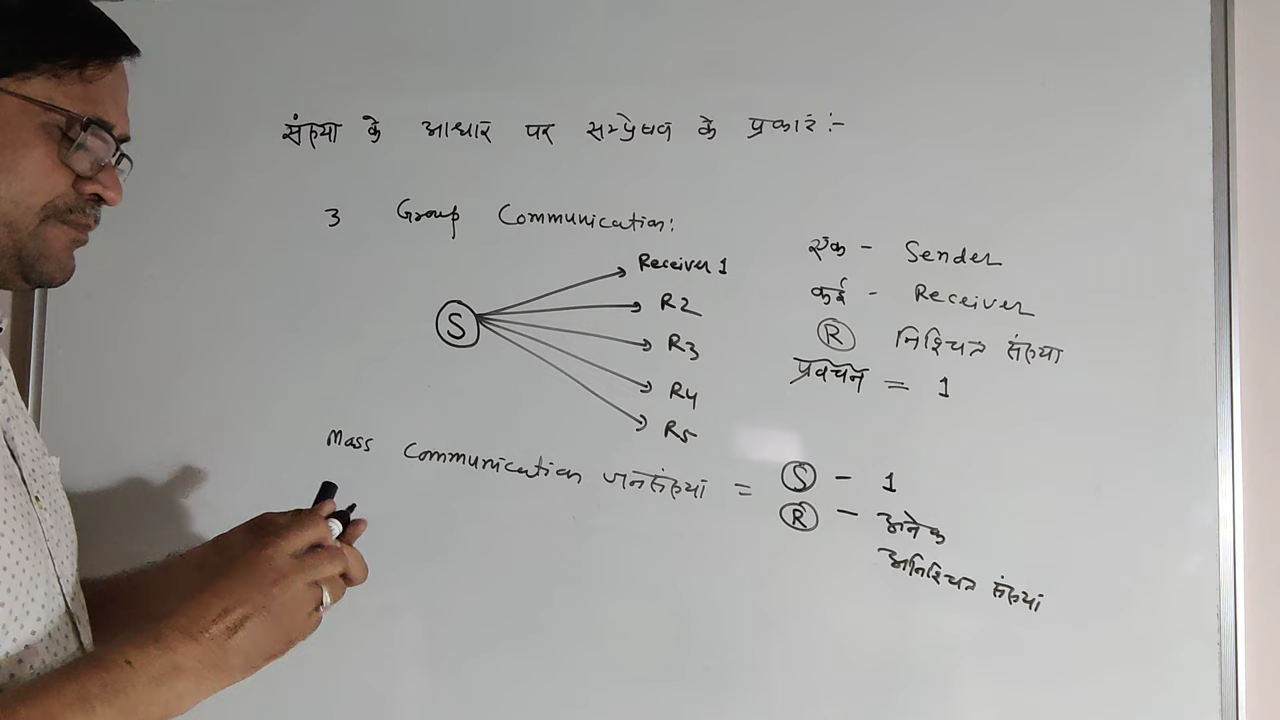 संख्या के आधार पर सम्प्रेषण के प्रकार:-
3 Group Communication:
S
Receiver 1
R2
R3
R4
R5
एक - Sender
कई - Receiver
R निश्चित संख्या
प्रवचन = 1
Mass Communication जनसंख्या = S - 1
R - अनेक
अनिश्चित संख्या